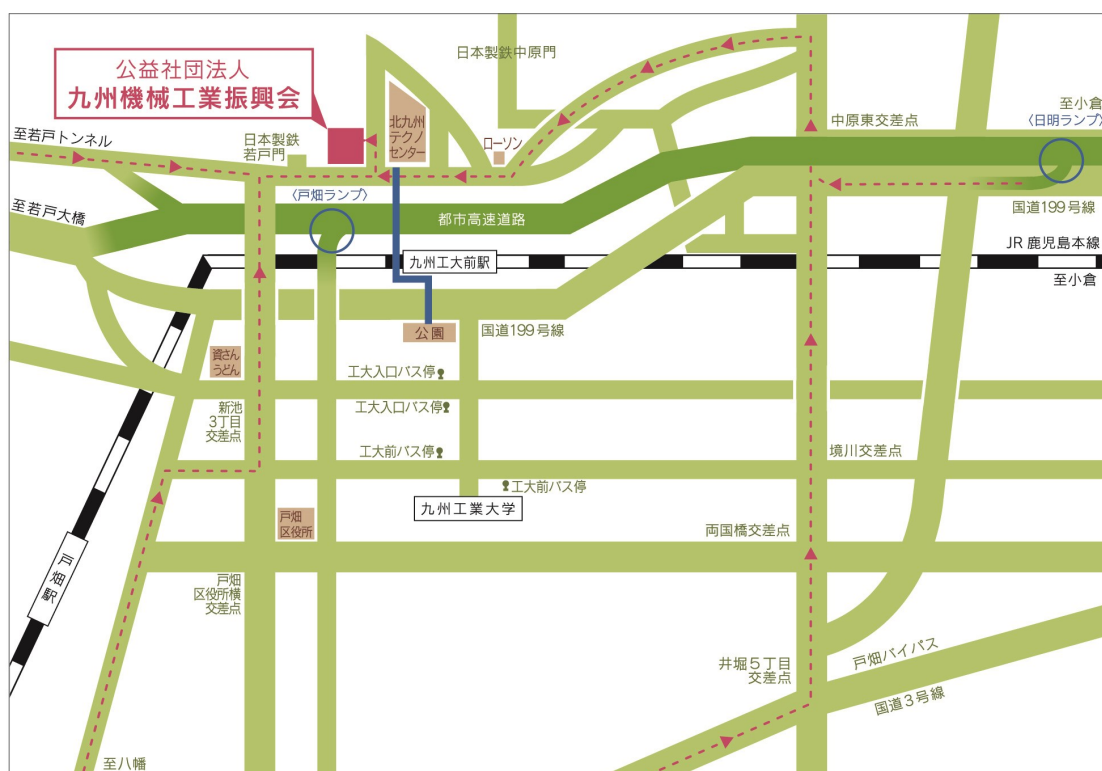 公益社団法人
九州機械工業振興会
日本製鉄中原門
北九州
テクノ
センター
ローソン
至小倉
〈日明ランプ〉
中原東交差点
至若戸トンネル
日本製鉄
若戸門
〈戸畑ランプ〉
至若戸大橋
都市高速道路
国道199号線
JR鹿児島本線
九州工大前駅
至小倉
公園
国道199号線
資さん
うどん
工大入口バス停
新池
3丁目
交差点
工大入口バス停
工大前バス停
境川交差点
工大前バス停
九州工業大学
戸畑
区役所
両国橋交差点
戸畑駅
戸畑
区役所横
交差点
井堀5丁目
交差点
戸畑バイパス
国道3号線
至八幡